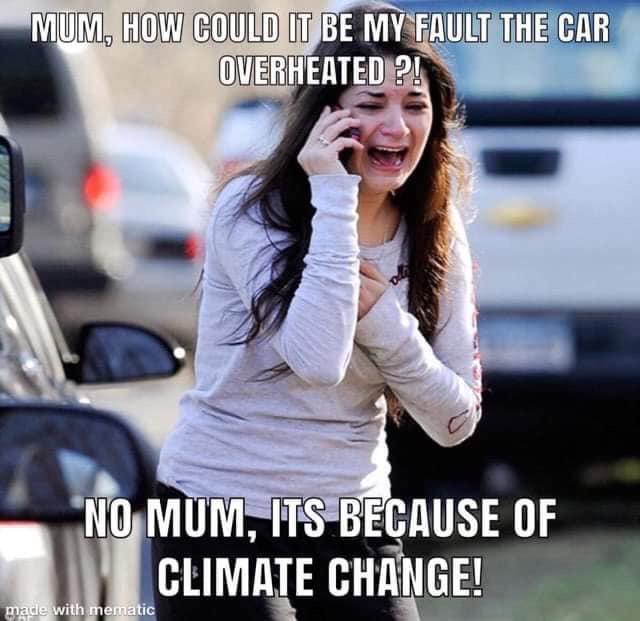 MUM, HOW COULD IT BE MY FAULT THE CAR
OVERHEATED ?!
NO MUM, ITS BECAUSE OF
CLIMATE CHANGE!
made with mematic